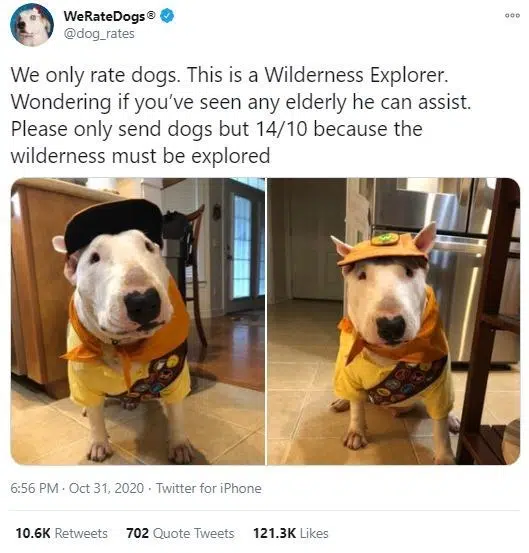 WeRateDogs®
@dog_rates
We only rate dogs. This is a Wilderness Explorer.
Wondering if you’ve seen any elderly he can assist.
Please only send dogs but 14/10 because the
wilderness must be explored
6:56 PM · Oct 31, 2020 · Twitter for iPhone
10.6K Retweets 702 Quote Tweets 121.3K Likes